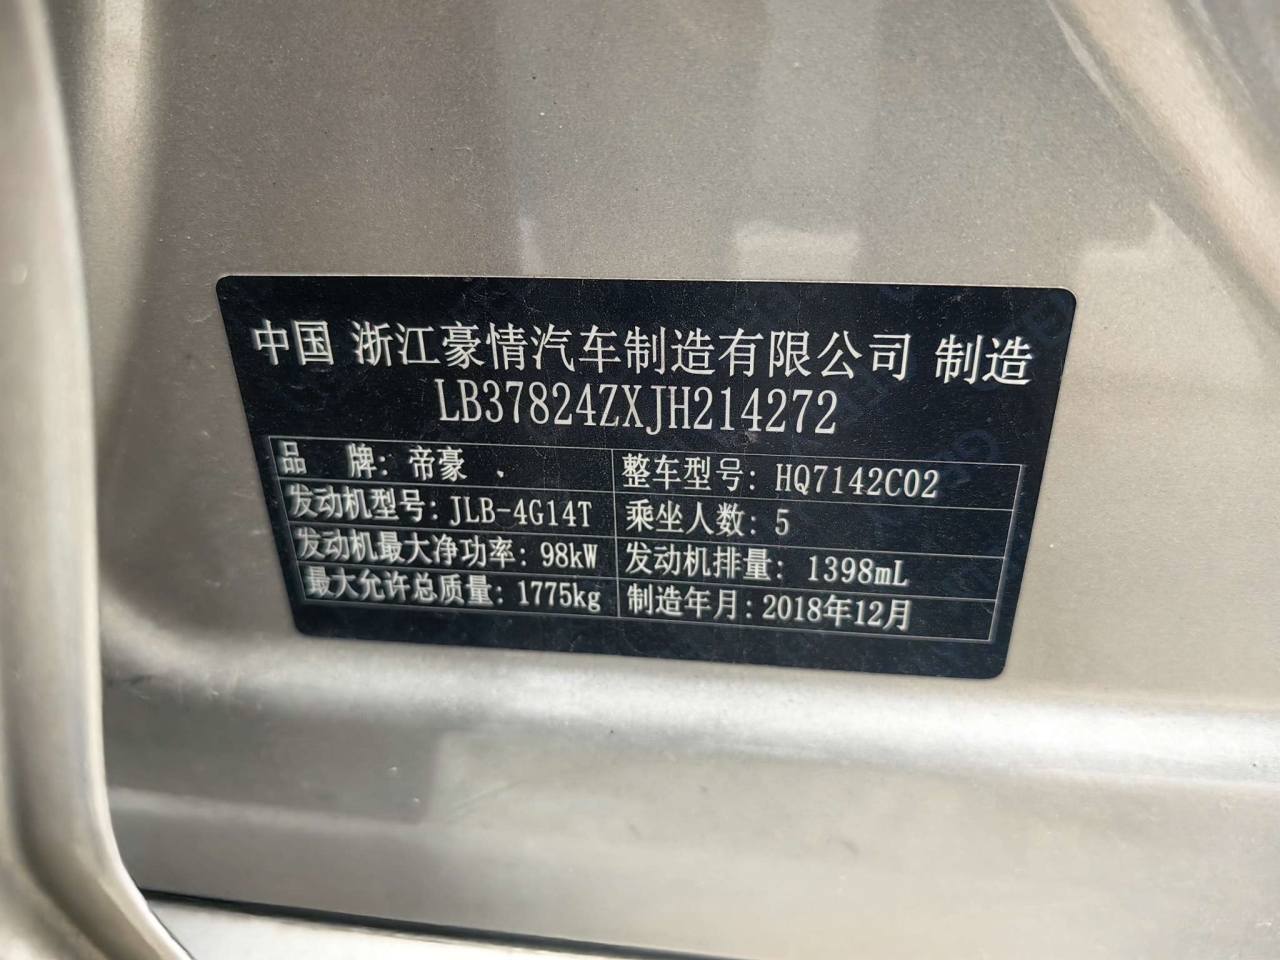 中国 浙江豪情汽车制造有限公司 制造
LB37824ZXJH214272
品 牌: 帝豪 整车型号: HQ7142C02
发动机型号: JLB-4G14T 乘坐人数: 5
发动机最大净功率: 98kW 发动机排量: 1398mL
最大允许总质量: 1775kg 制造年月: 2018年12月